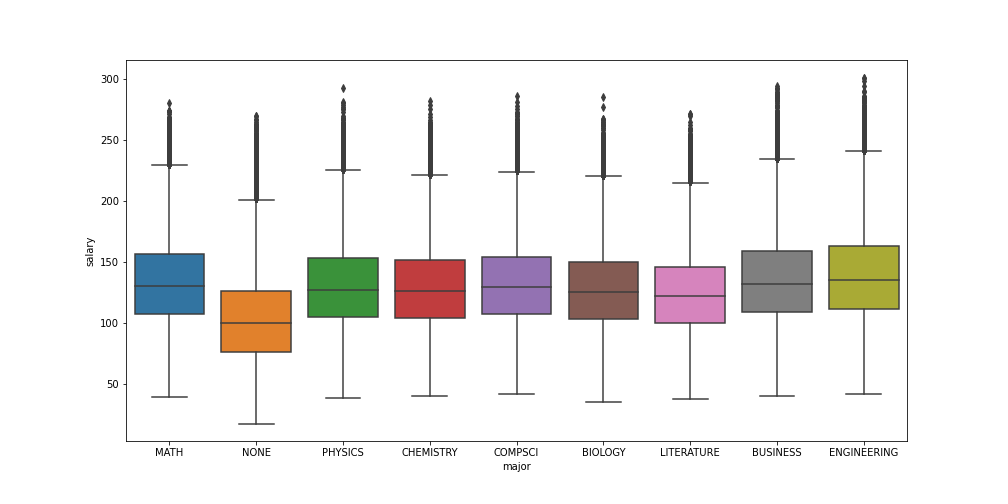 300
250
200
150
100
50
salary
MATH NONE PHYSICS CHEMISTRY COMPSCI BIOLOGY LITERATURE BUSINESS ENGINEERING
major